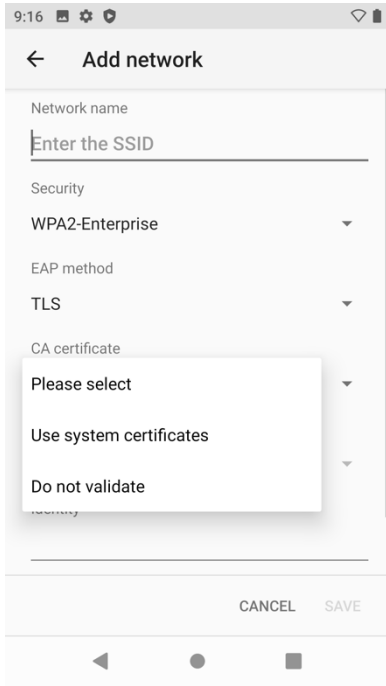 9:16
Add network
Network name
Enter the SSID
Security
WPA2-Enterprise
EAP method
TLS
CA certificate
Please select
Use system certificates
Do not validate
Identity
CANCEL SAVE